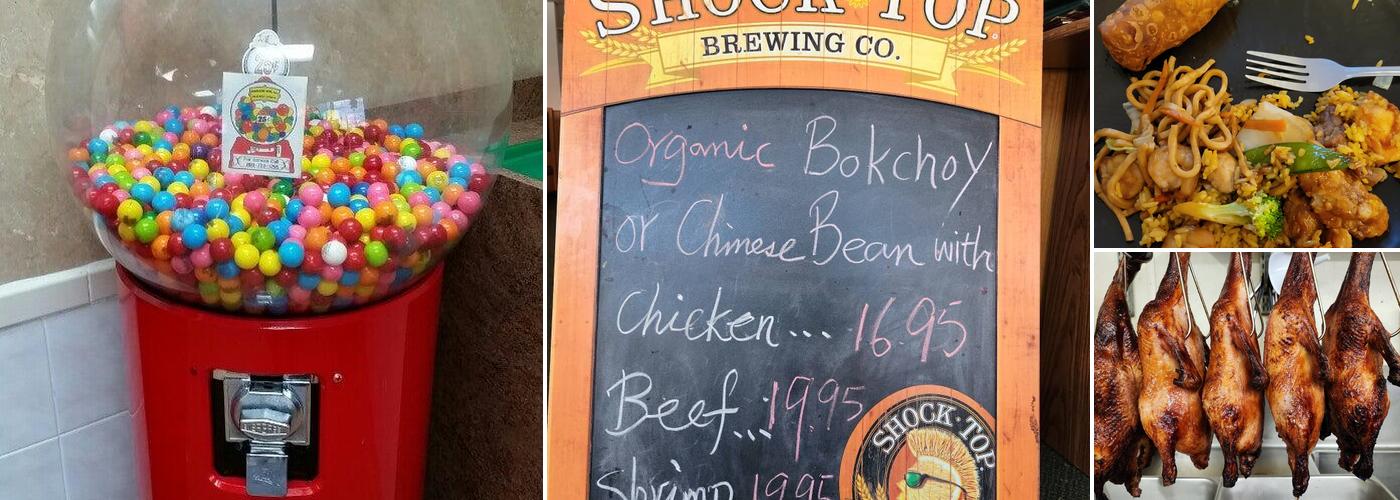 25¢
25¢
SHOCK TOP
BREWING CO.
Organic Bokchoy
or Chinese Bean with
Chicken... 16.95
Beef... 19.95
Shrimp 19.95
SHOCK·TOP